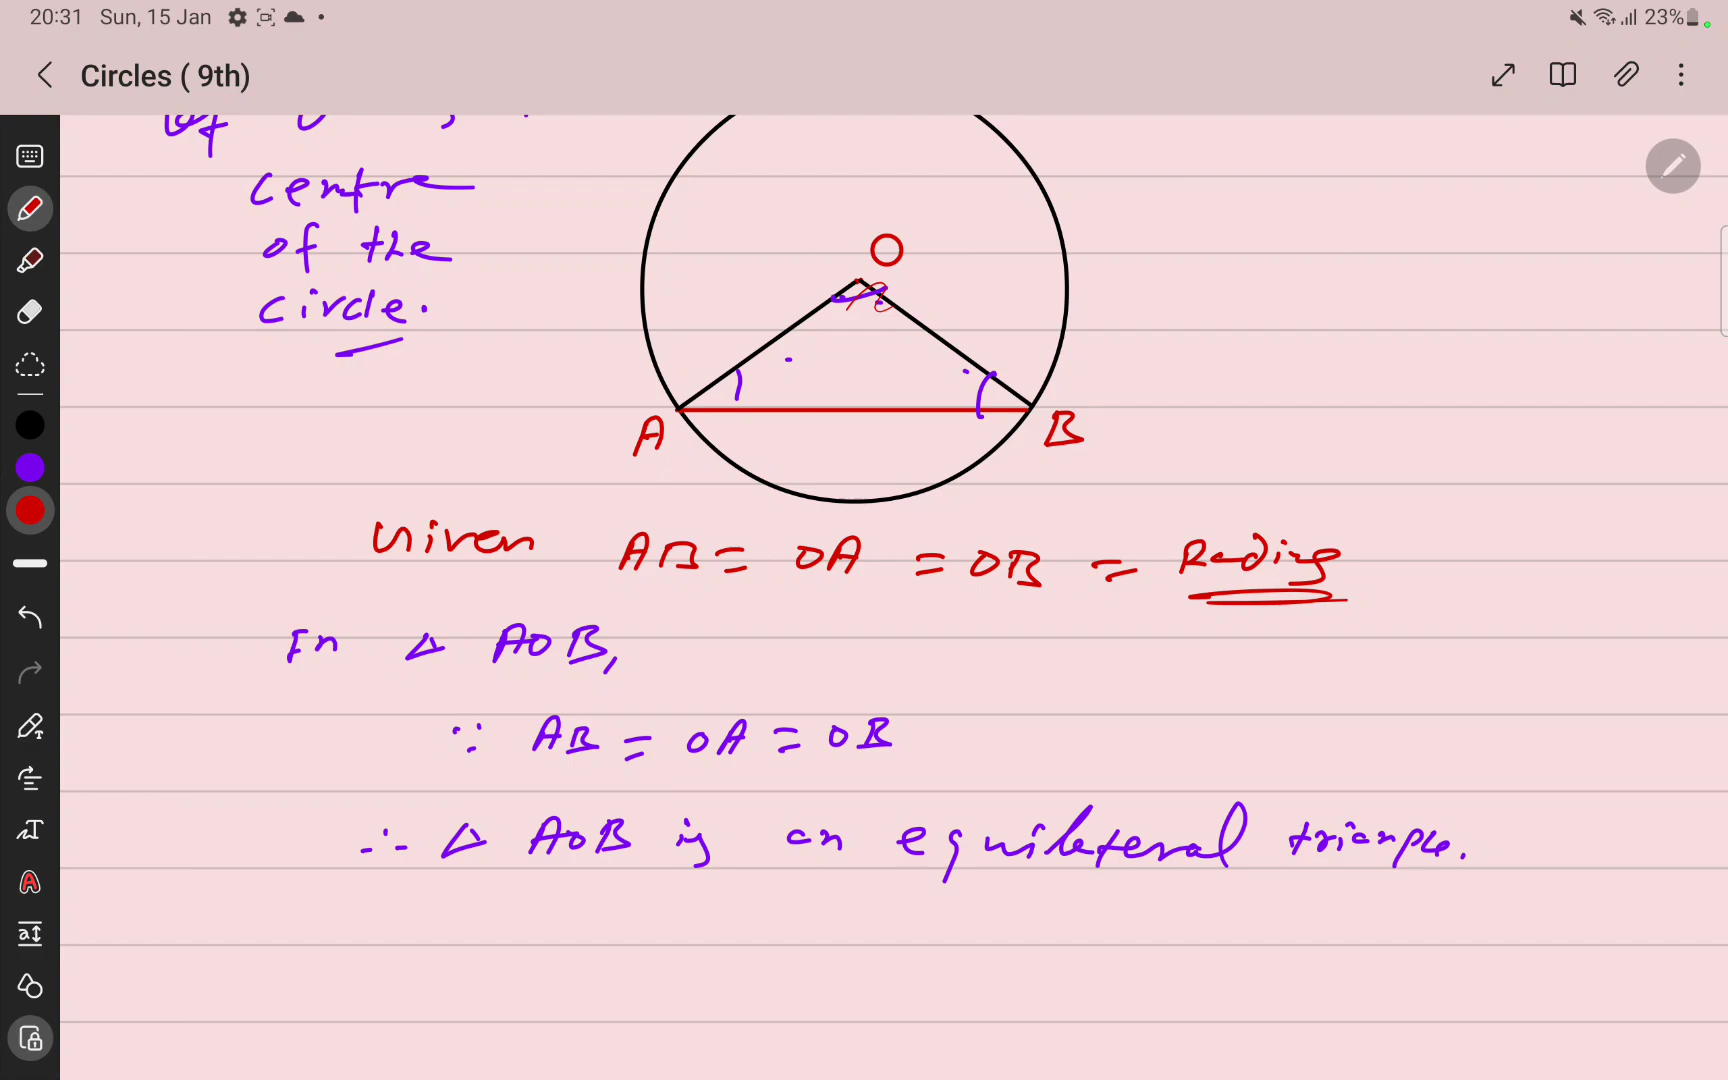 20:31 Sun, 15 Jan 23%
Circles ( 9th)
centre
of the
circle.
O
A B
Given AB = OA = OB = Radius
In Δ AOB,
∵ AB = OA = OB
∴ Δ AOB is an equilateral triangle.